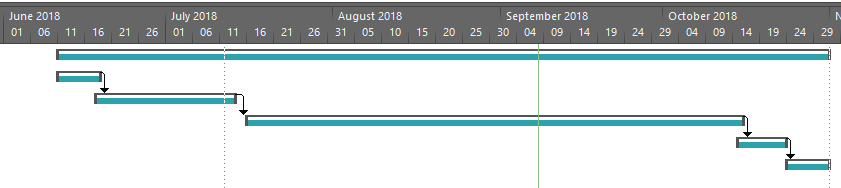 June 2018 July 2018 August 2018 September 2018 October 2018 N
01 06 11 16 21 26 01 06 11 16 21 26 31 05 10 15 20 25 30 04 09 14 19 24 29 04 09 14 19 24 29